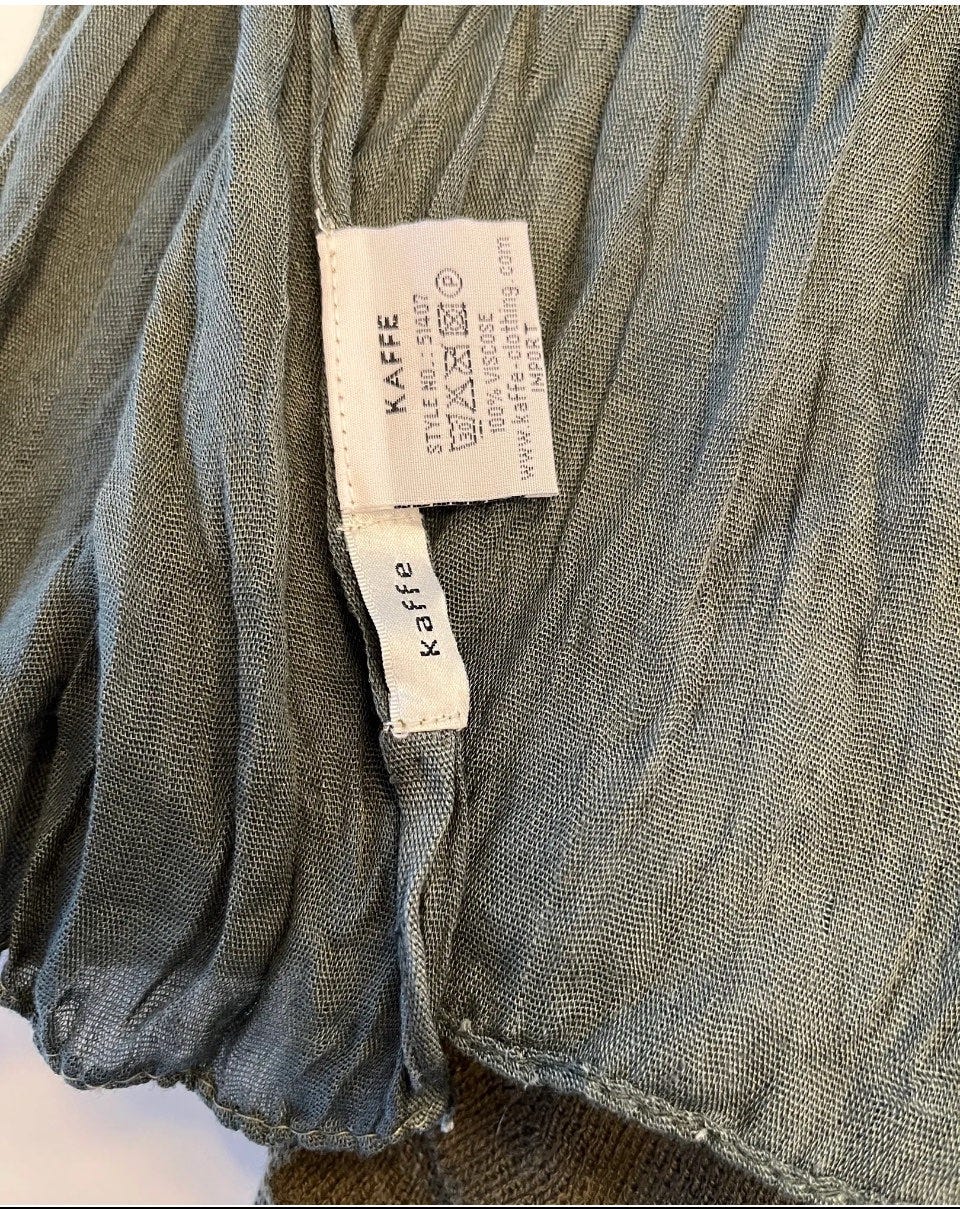 KAFFE
STYLE NO.: 51407
100% VISCOSE
www.kaffe-clothing.com
IMPORT
kaffe